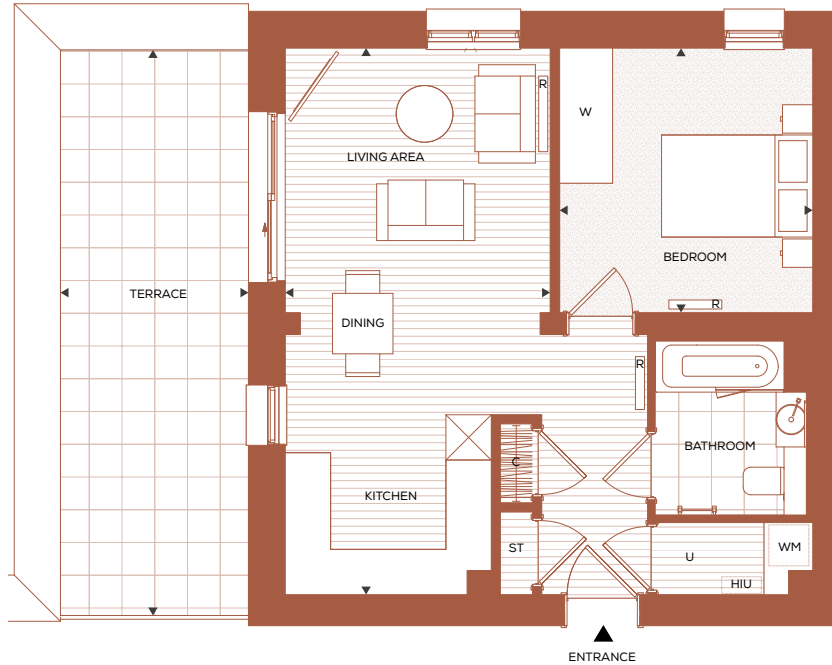 R
W
LIVING AREA
BEDROOM
TERRACE
R
DINING
R
BATHROOM
C
KITCHEN
ST
U
WM
HIU
ENTRANCE